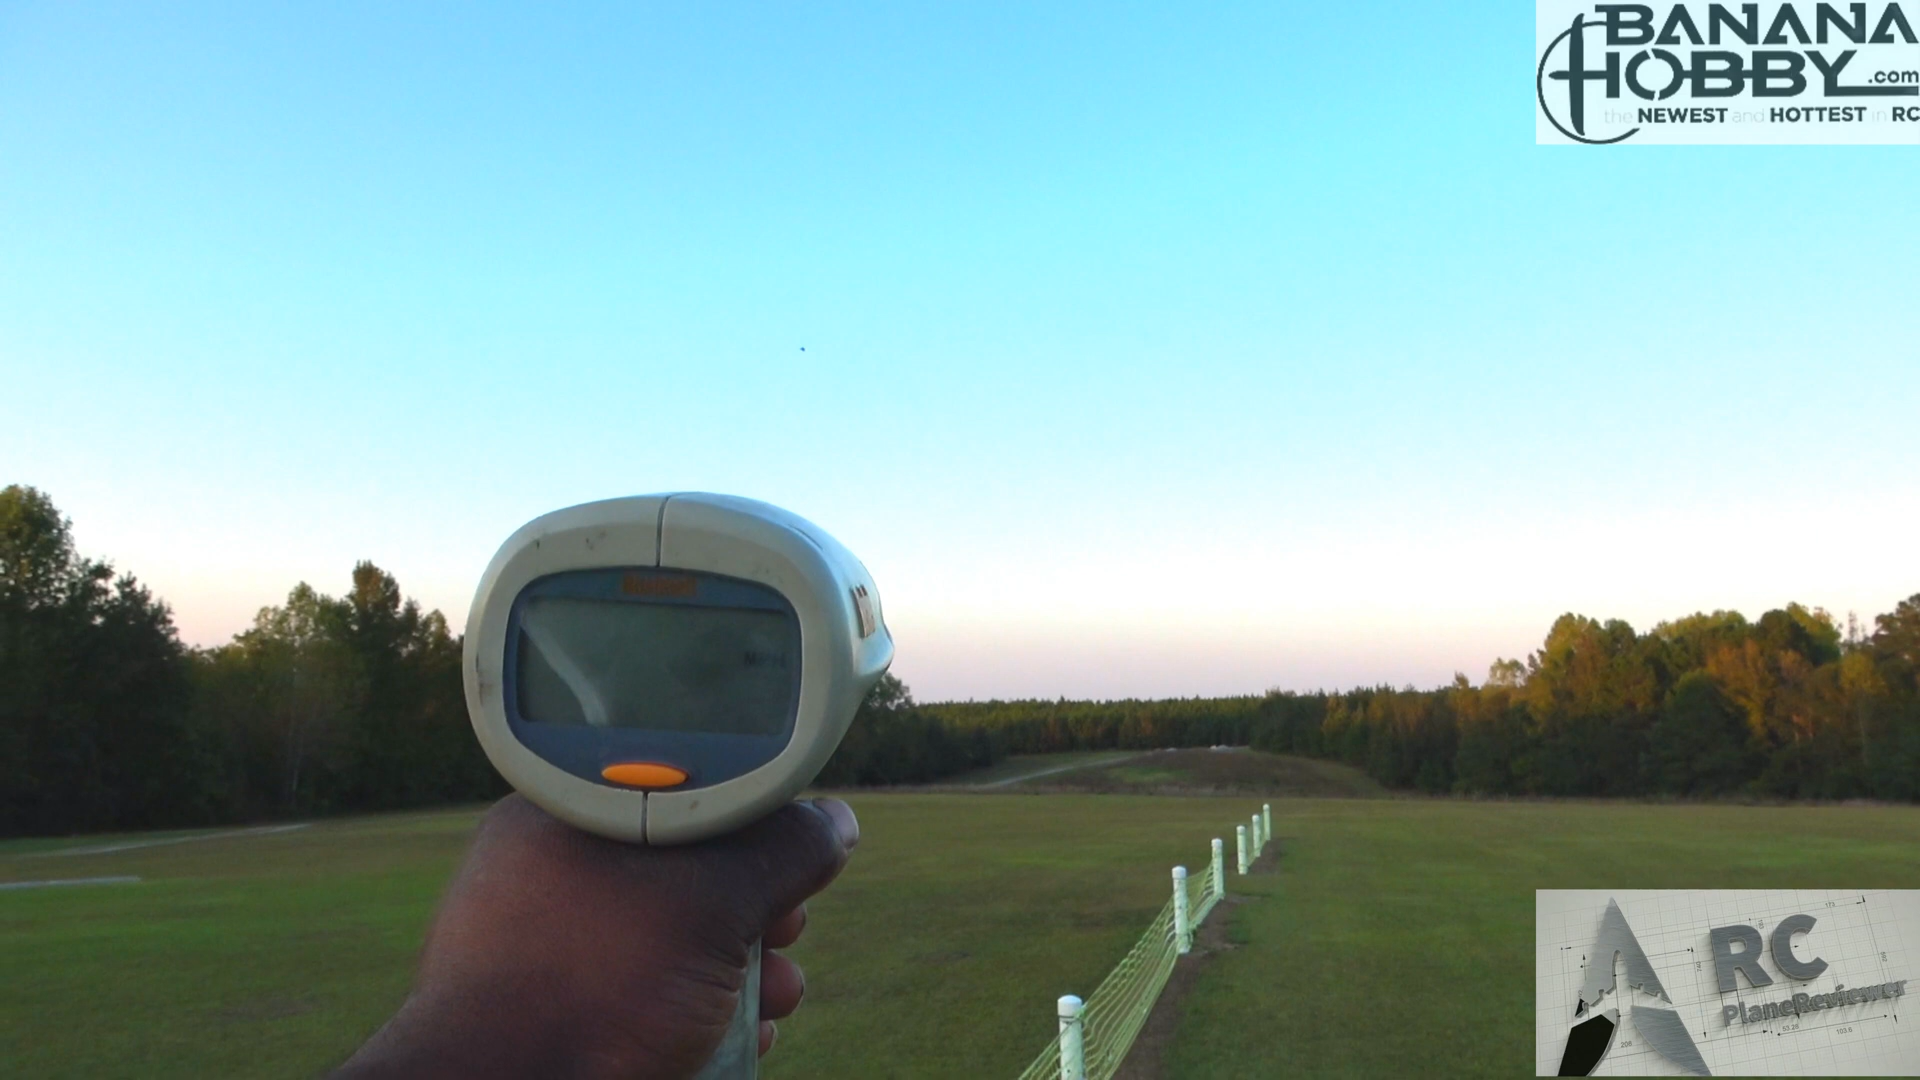 BANANA
HOBBY.com
the NEWEST and HOTTEST in RC
MPH
RC
PlaneReviewer